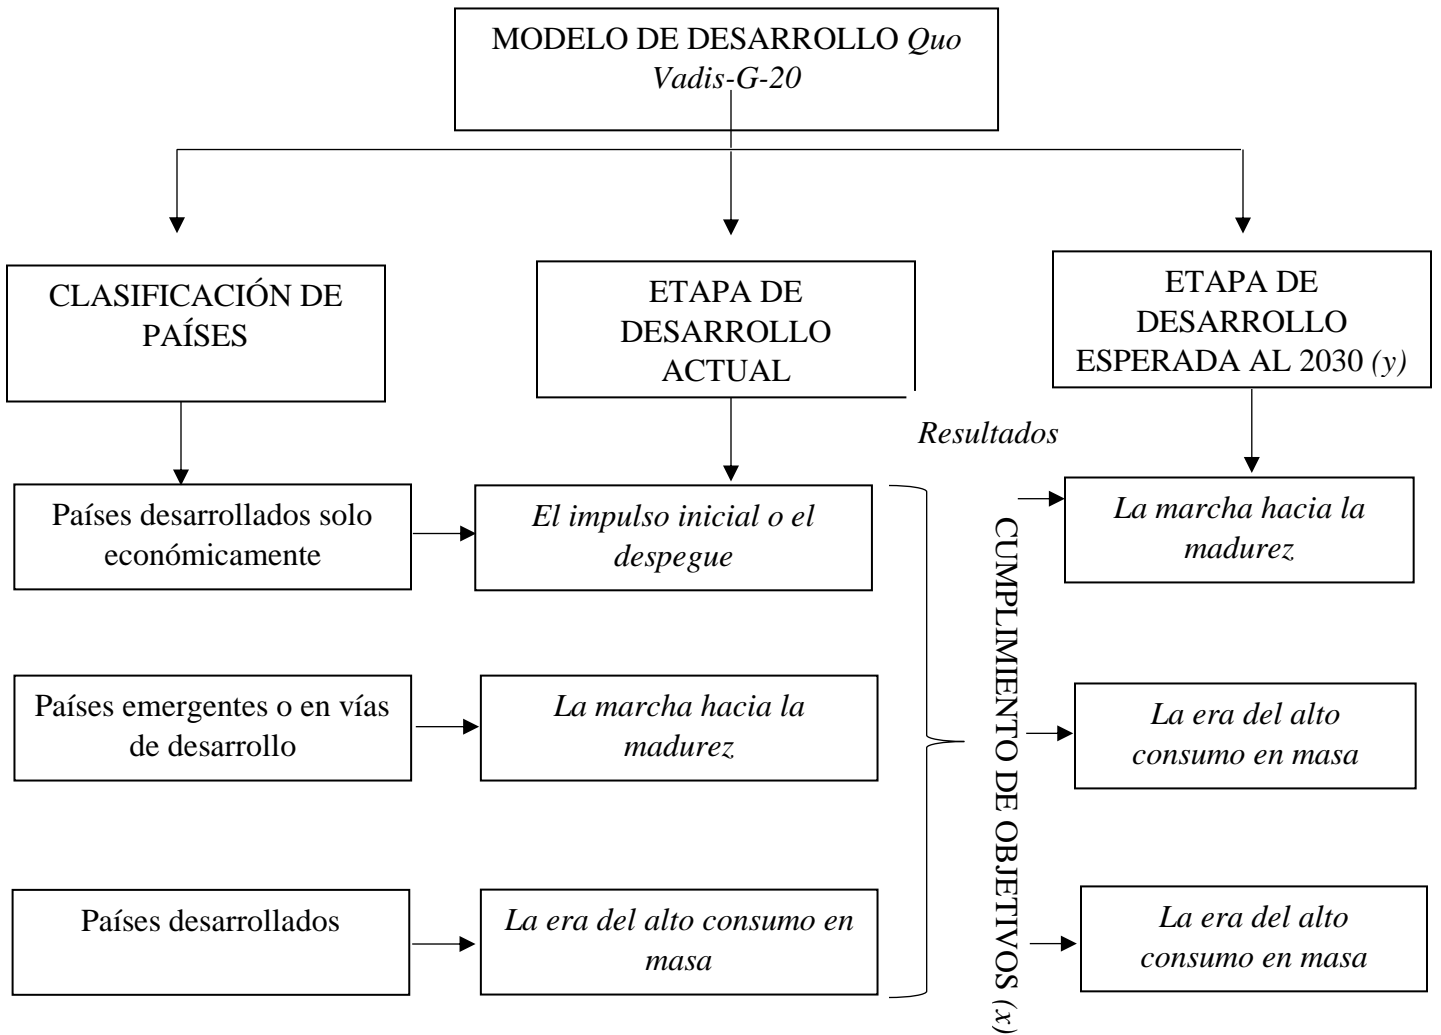 MODELO DE DESARROLLO Quo
Vadis-G-20
CLASIFICACIÓN DE
PAÍSES
ETAPA DE
DESARROLLO
ACTUAL
ETAPA DE
DESARROLLO
ESPERADA AL 2030 (y)
Resultados
Países desarrollados solo
económicamente
El impulso inicial o el
despegue
La marcha hacia la
madurez
CUMPLIMIENTO DE OBJETIVOS (x)
Países emergentes o en vías
de desarrollo
La marcha hacia la
madurez
La era del alto
consumo en masa
Países desarrollados
La era del alto consumo en
masa
La era del alto
consumo en masa